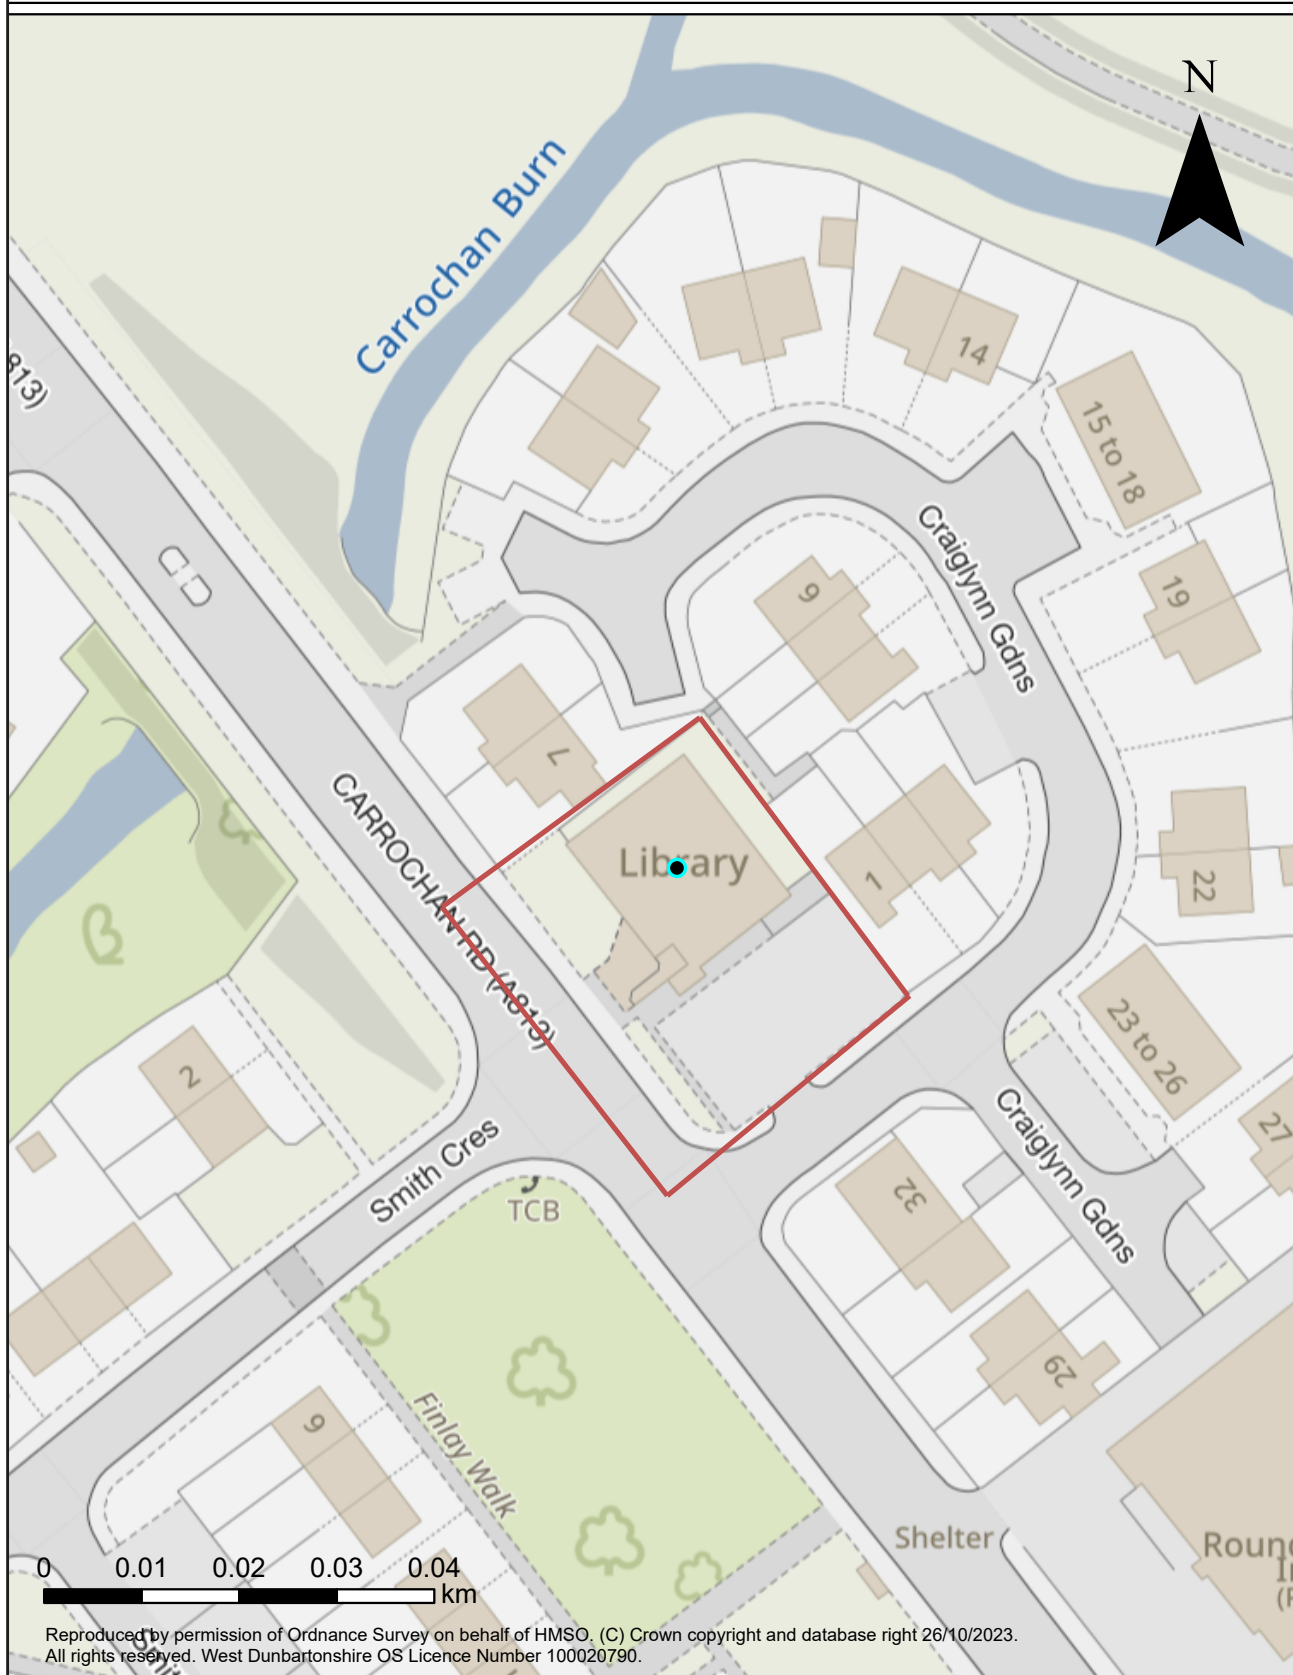 N
Carrochan Burn
813)
14
15 to 18
Craiglynn Gdns
9
19
7
CARROCHAN RD (A813)
Library
1
22
2
23 to 26
Craiglynn Gdns
27
Smith Cres
TCB
32
29
Finlay Walk
9
Shelter
Roun
(P
0 0.01 0.02 0.03 0.04
km
Smit
Reproduced by permission of Ordnance Survey on behalf of HMSO. (C) Crown copyright and database right 26/10/2023.
All rights reserved. West Dunbartonshire OS Licence Number 100020790.